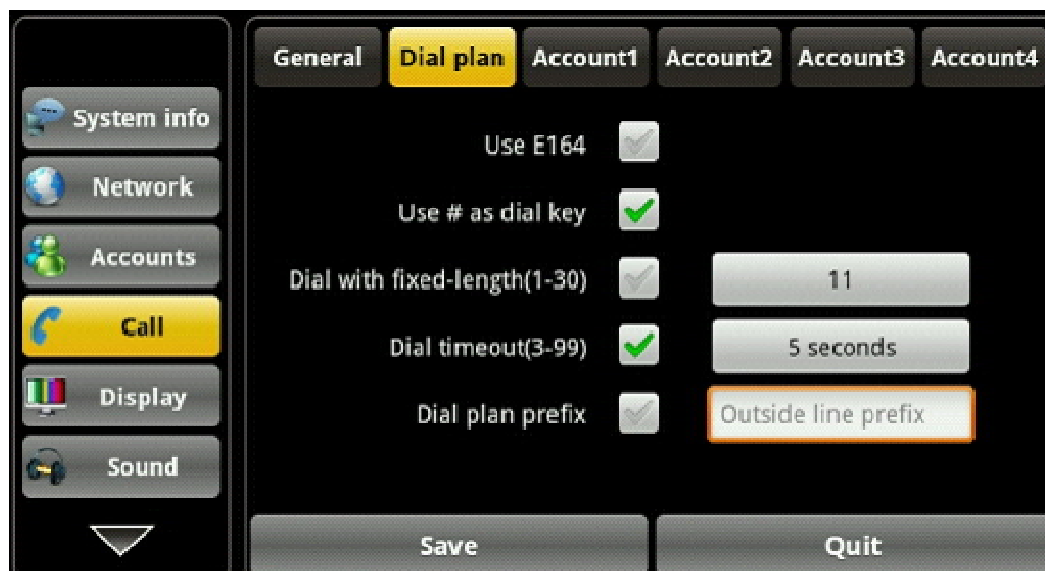 General Dial plan Account1 Account2 Account3 Account4
System info
Network
Accounts
Call
Display
Sound
Use E164
Use # as dial key
Dial with fixed-length(1-30) 11
Dial timeout(3-99) 5 seconds
Dial plan prefix Outside line prefix
Save Quit